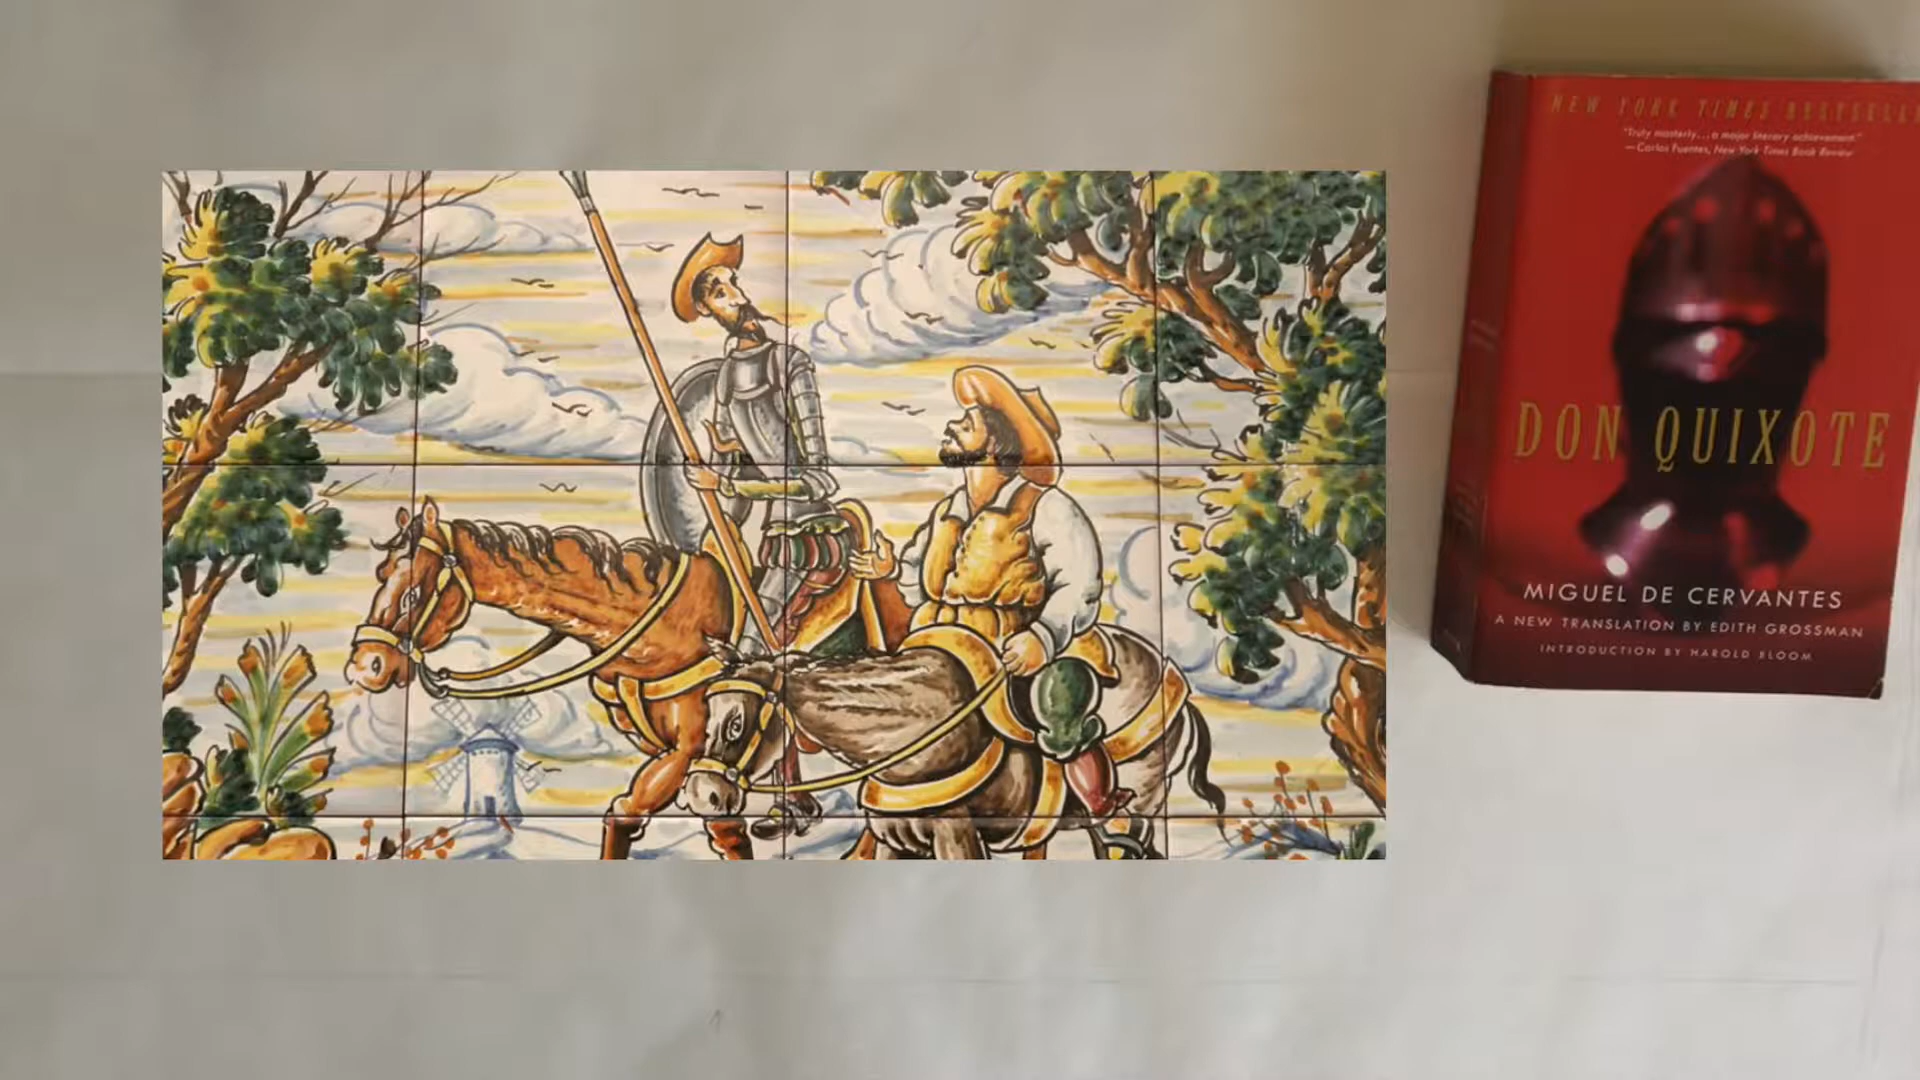 NEW YORK TIMES BESTSELLER
"Truly masterly... a major literary achievement."
—Carlos Fuentes, New York Times Book Review
DON QUIXOTE
MIGUEL DE CERVANTES
A NEW TRANSLATION BY EDITH GROSSMAN
INTRODUCTION BY HAROLD BLOOM